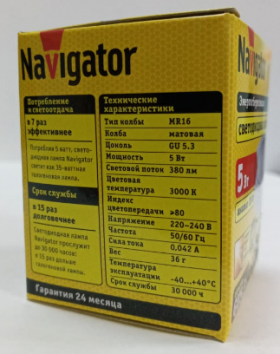 Navigator
Потребление
и светоотдача
в 7 раз
эффективнее
Потребляя 5 ватт, свето-
диодная лампа Navigator
светит как 35-ваттная
галогенная лампа.
Срок службы
в 15 раз
долговечнее
Светодиодная лампа
Navigator прослужит
до 30 000 часов:
в 15 раз дольше
галогенной лампы.
Технические
характеристики
Тип колбы MR16
Колба матовая
Цоколь GU 5.3
Мощность 5 Вт
Световой поток 380 лм
Цветовая
температура 3000 К
Индекс
цветопередачи >80
Напряжение 220–240 В
Частота 50/60 Гц
Сила тока 0,042 А
Вес 36 г
Температура
эксплуатации -40...+40°C
Срок службы 30 000 ч
Гарантия 24 месяца
5 Вт